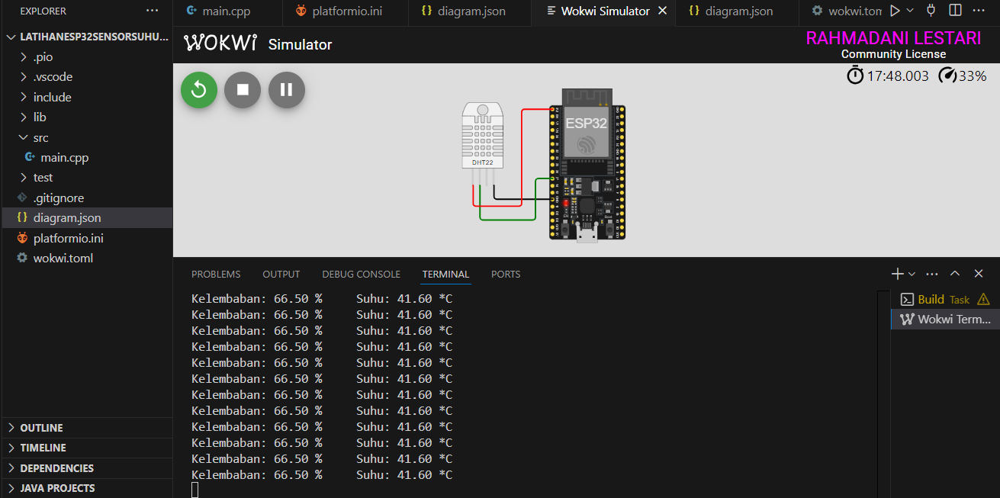 EXPLORER
LATIHANESP32SENSORSUHU...
.pio
.vscode
include
lib
src
main.cpp
test
.gitignore
diagram.json
platformio.ini
wokwi.toml
OUTLINE
TIMELINE
DEPENDENCIES
JAVA PROJECTS
main.cpp
platformio.ini
diagram.json
Wokwi Simulator
diagram.json
wokwi.tom
WOKWi Simulator
RAHMADANI LESTARI
Community License
17:48.003 33%
ESP32
DHT22
PROBLEMS OUTPUT DEBUG CONSOLE TERMINAL PORTS
Kelembaban: 66.50 % Suhu: 41.60 *C
Kelembaban: 66.50 % Suhu: 41.60 *C
Kelembaban: 66.50 % Suhu: 41.60 *C
Kelembaban: 66.50 % Suhu: 41.60 *C
Kelembaban: 66.50 % Suhu: 41.60 *C
Kelembaban: 66.50 % Suhu: 41.60 *C
Kelembaban: 66.50 % Suhu: 41.60 *C
Kelembaban: 66.50 % Suhu: 41.60 *C
Kelembaban: 66.50 % Suhu: 41.60 *C
Kelembaban: 66.50 % Suhu: 41.60 *C
Kelembaban: 66.50 % Suhu: 41.60 *C
Kelembaban: 66.50 % Suhu: 41.60 *C
Build Task
Wokwi Term...